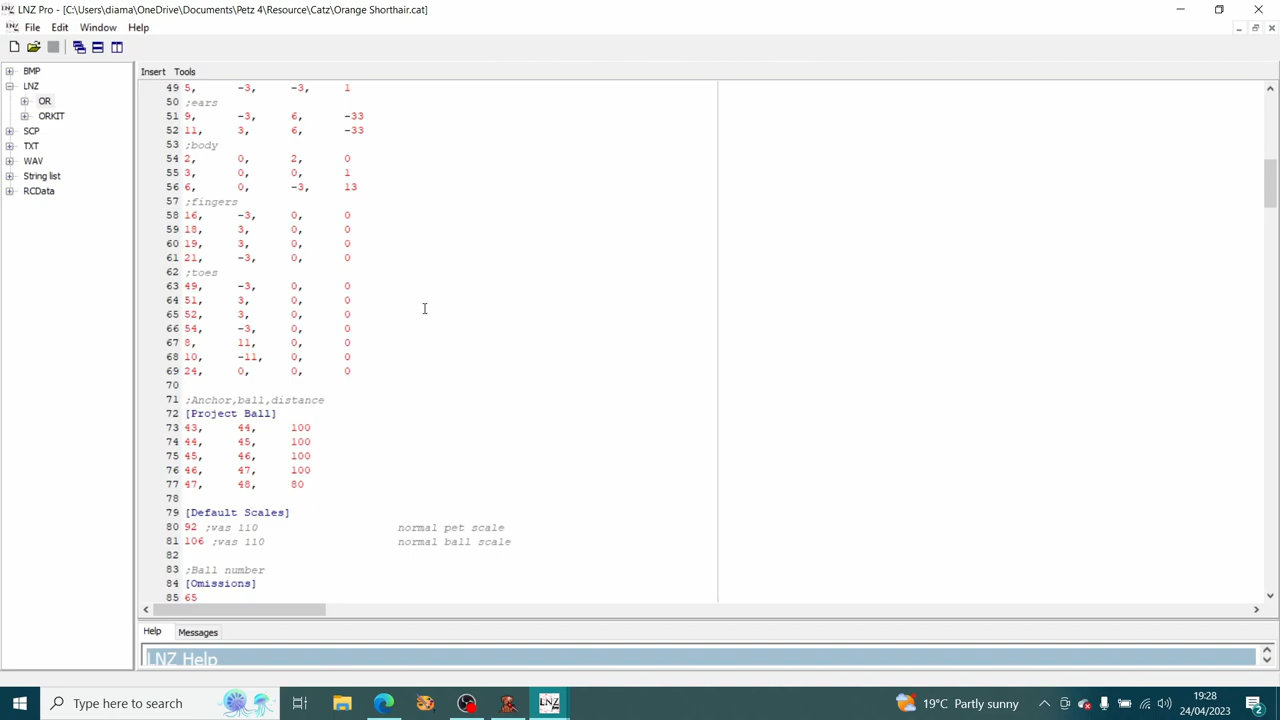 LNZ Pro - [C:\Users\diama\OneDrive\Documents\Petz 4\Resource\Catz\Orange Shorthair.cat]
File Edit Window Help
BMP
LNZ
OR
ORKIT
SCP
TXT
WAV
String list
RCData
Insert Tools
49 5, -3, -3, 1
50 ;ears
51 9, -3, 6, -33
52 11, 3, 6, -33
53 ;body
54 2, 0, 2, 0
55 3, 0, 0, 1
56 6, 0, -3, 13
57 ;fingers
58 16, -3, 0, 0
59 18, 3, 0, 0
60 19, 3, 0, 0
61 21, -3, 0, 0
62 ;toes
63 49, -3, 0, 0
64 51, 3, 0, 0
65 52, 3, 0, 0
66 54, -3, 0, 0
67 8, 11, 0, 0
68 10, -11, 0, 0
69 24, 0, 0, 0
70
71 ;Anchor,ball,distance
72 [Project Ball]
73 43, 44, 100
74 44, 45, 100
75 45, 46, 100
76 46, 47, 100
77 47, 48, 80
78
79 [Default Scales]
80 92 ;was 110 normal pet scale
81 106 ;was 110 normal ball scale
82
83 ;Ball number
84 [Omissions]
85 65
Help Messages
LNZ Help
Type here to search
LNZ
19°C Partly sunny
19:28
24/04/2023
2